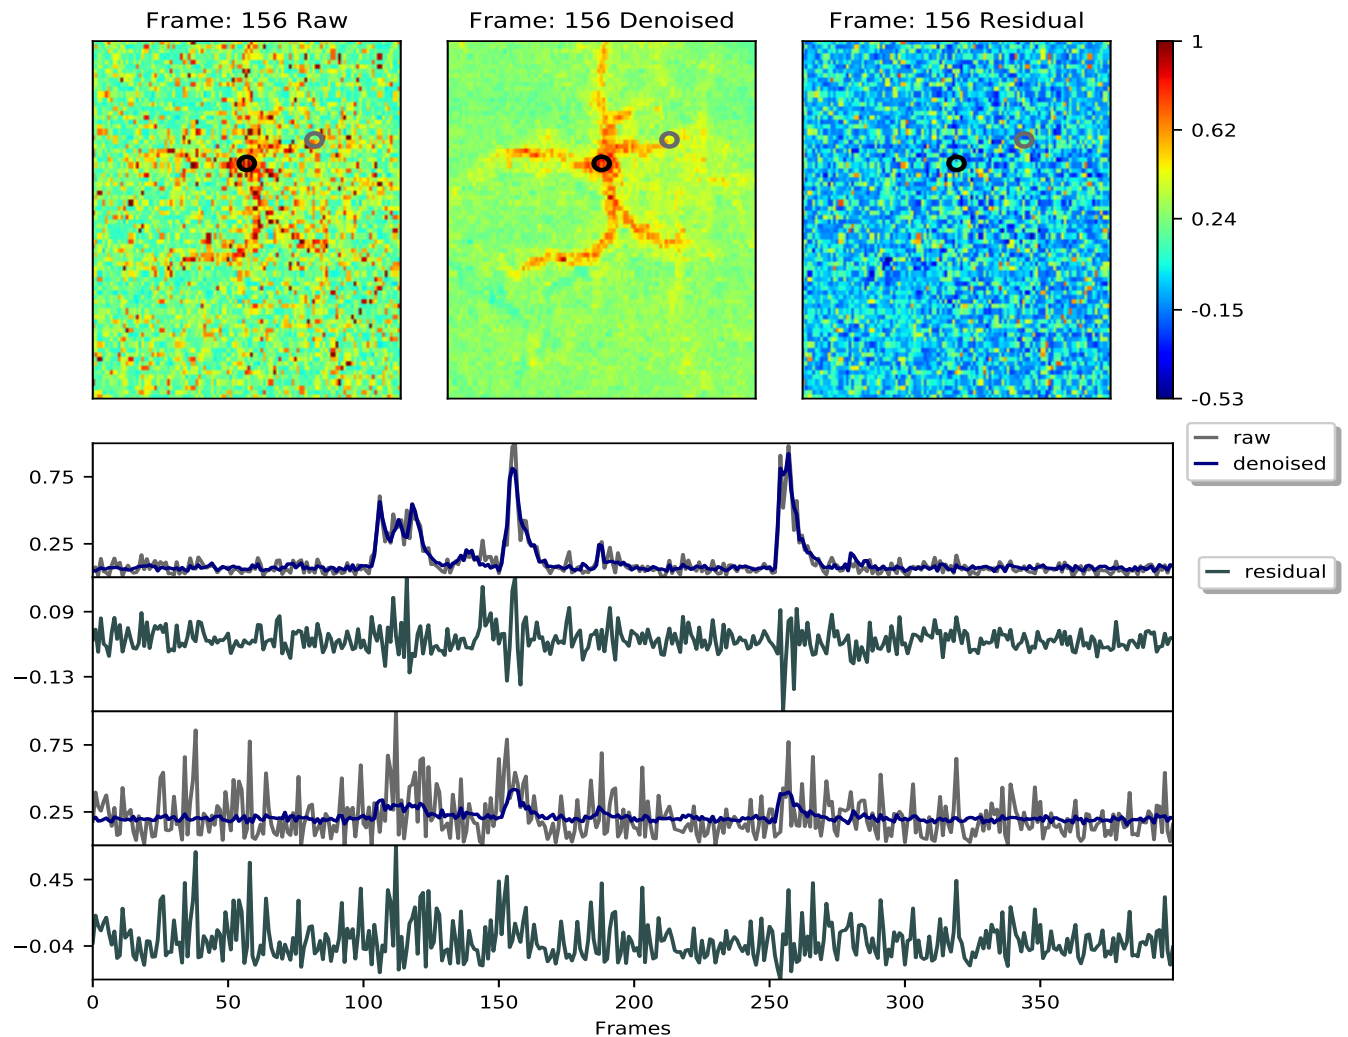 Frame: 156 Raw
Frame: 156 Denoised
Frame: 156 Residual
1
0.62
0.24
-0.15
-0.53
raw
denoised
0.75
0.25
residual
0.09
−0.13
0.75
0.25
0.45
−0.04
0 50 100 150 200 250 300 350
Frames